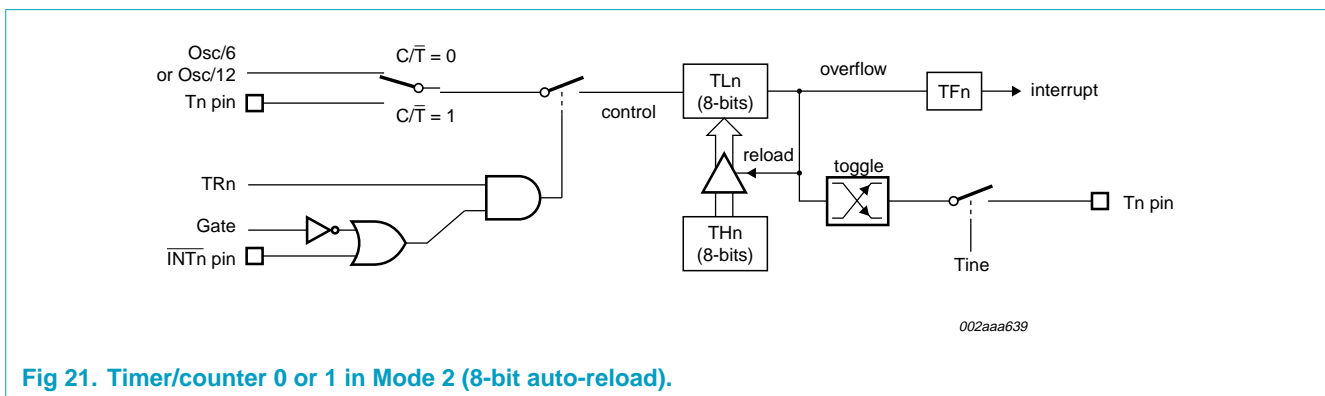 Osc/6
or Osc/12
C/T̅ = 0
Tn pin
C/T̅ = 1
TRn
Gate
I̅N̅T̅n̅ pin
control
TLn
(8-bits)
overflow
TFn
interrupt
reload
toggle
THn
(8-bits)
Tn pin
Tine
002aaa639
Fig 21. Timer/counter 0 or 1 in Mode 2 (8-bit auto-reload).